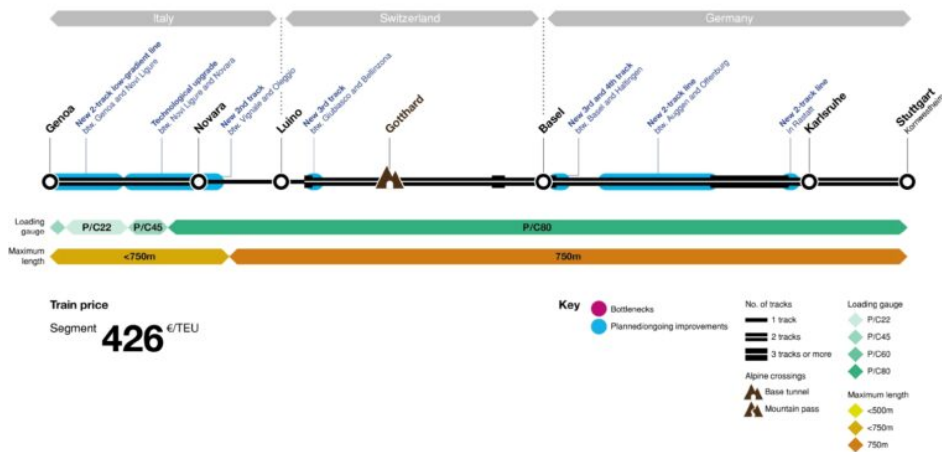 Italy
Switzerland
Germany
Genoa
New 2-track low-gradient line
btw. Genoa and Novi Ligure
Technological upgrade
btw. Novi Ligure and Novara
Novara
New 2nd track
btw. Vignale and Oleggio
Luino
New 3rd track
btw. Giubiasco and Bellinzona
Gotthard
Basel
New 3rd and 4th track
btw. Basel and Haltingen
New 2-track line
btw. Auggen and Offenburg
New 2-track line
in Rastatt
Karlsruhe
Stuttgart
Kornwestheim
Loading
gauge
P/C22
P/C45
P/C80
Maximum
length
<750m
750m
Train price
Segment 426 €/TEU
Key
Bottlenecks
Planned/ongoing improvements
No. of tracks
1 track
2 tracks
3 tracks or more
Alpine crossings
Base tunnel
Mountain pass
Loading gauge
P/C22
P/C45
P/C60
P/C80
Maximum length
<500m
<750m
750m